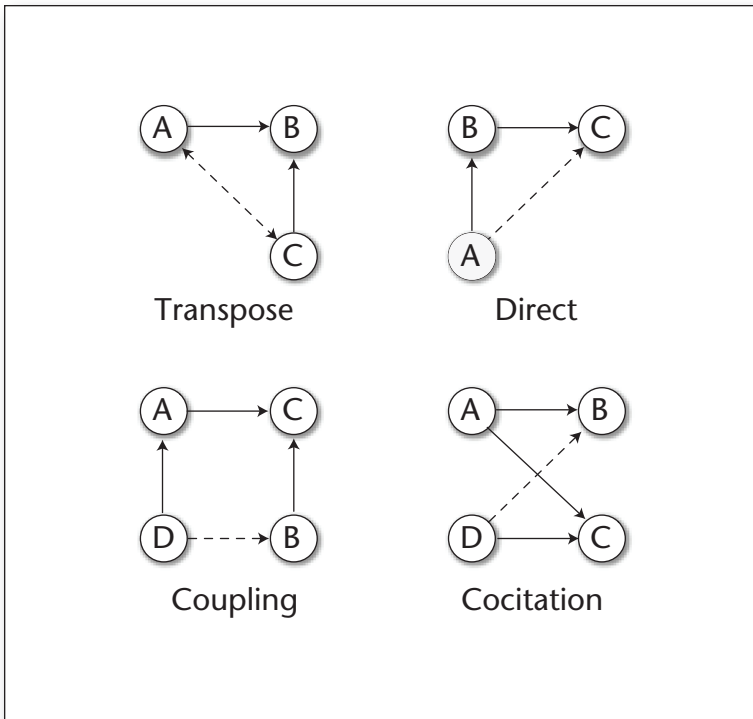 A B B C
C A
Transpose Direct
A C A B
D B D C
Coupling Cocitation